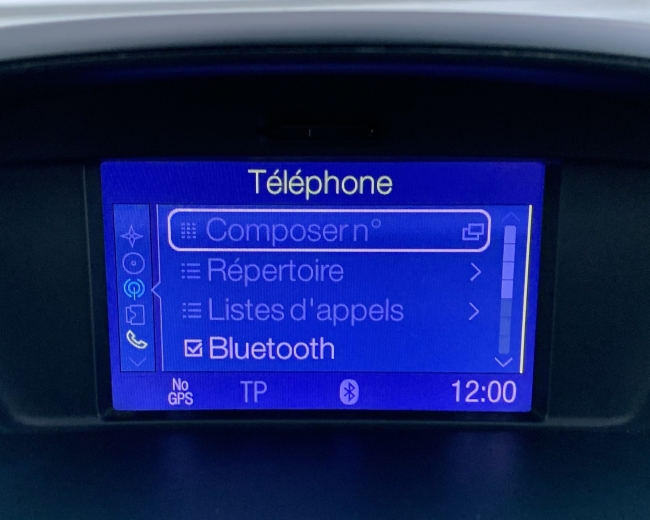 Téléphone
Composer n°
Répertoire
Listes d'appels
Bluetooth
No GPS TP 12:00